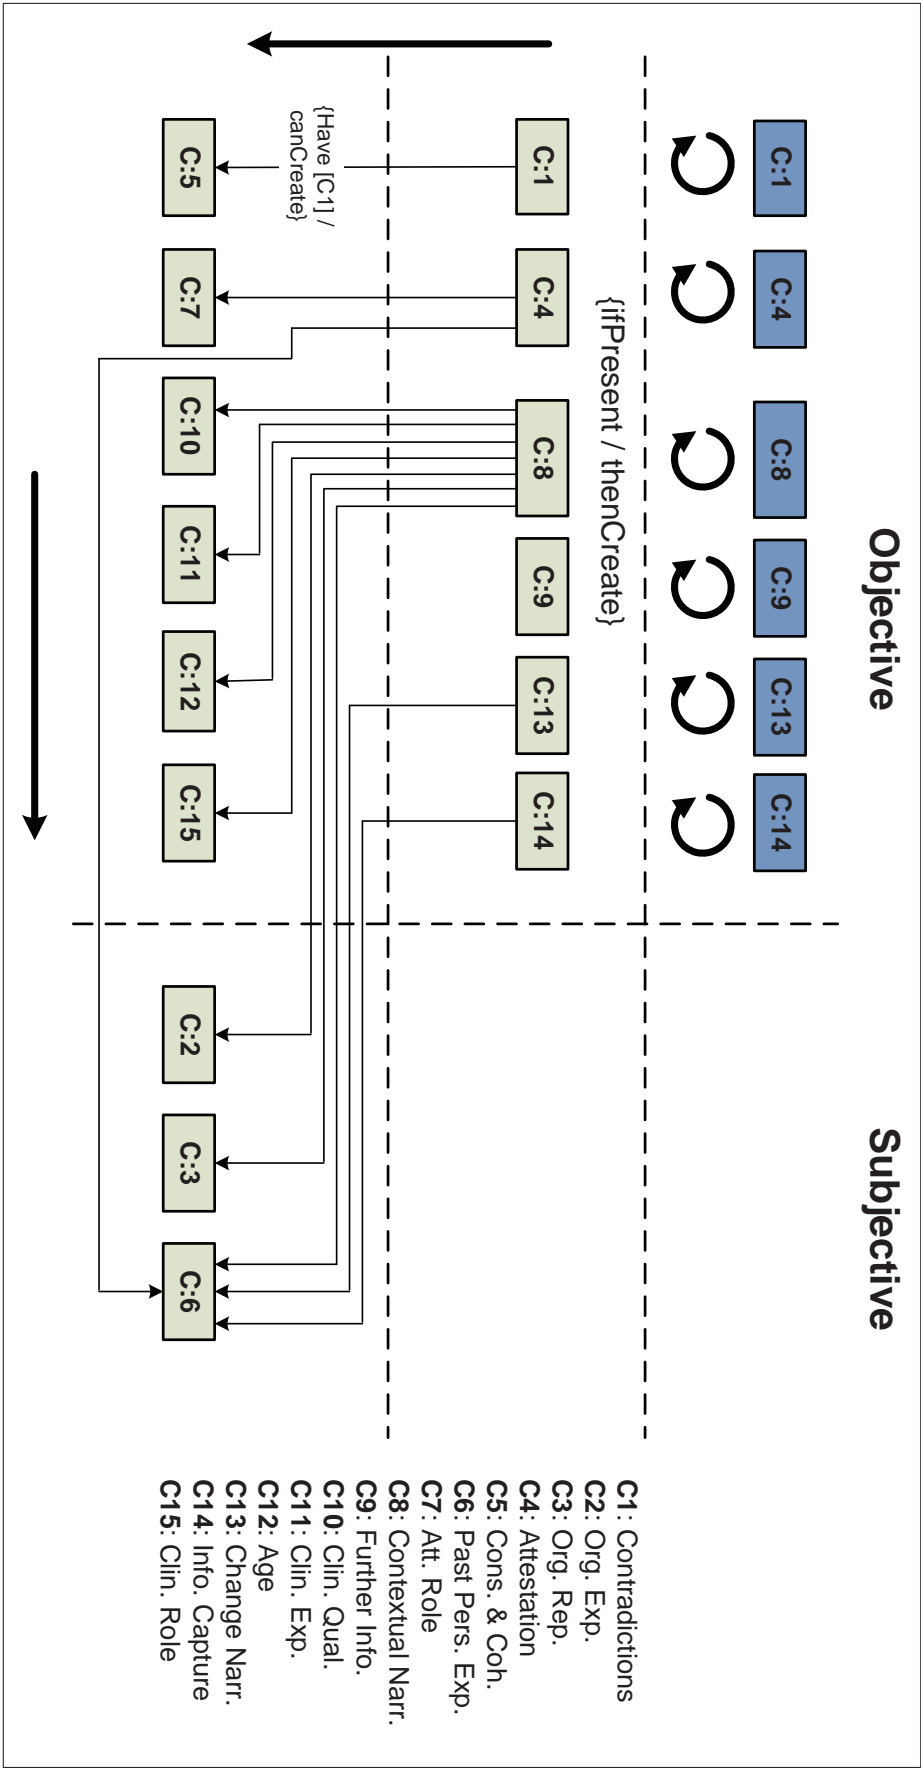 Objective
Subjective
C:1
C:4
C:8
C:9
C:13
C:14
{ifPresent / thenCreate}
C:1
C:4
C:8
C:9
C:13
C:14
{Have [C1] /
canCreate}
C:5
C:7
C:10
C:11
C:12
C:15
C:2
C:3
C:6
C1: Contradictions
C2: Org. Exp.
C3: Org. Rep.
C4: Attestation
C5: Cons. & Coh.
C6: Past Pers. Exp.
C7: Att. Role
C8: Contextual Narr.
C9: Further Info.
C10: Clin. Qual.
C11: Clin. Exp.
C12: Age
C13: Change Narr.
C14: Info. Capture
C15: Clin. Role